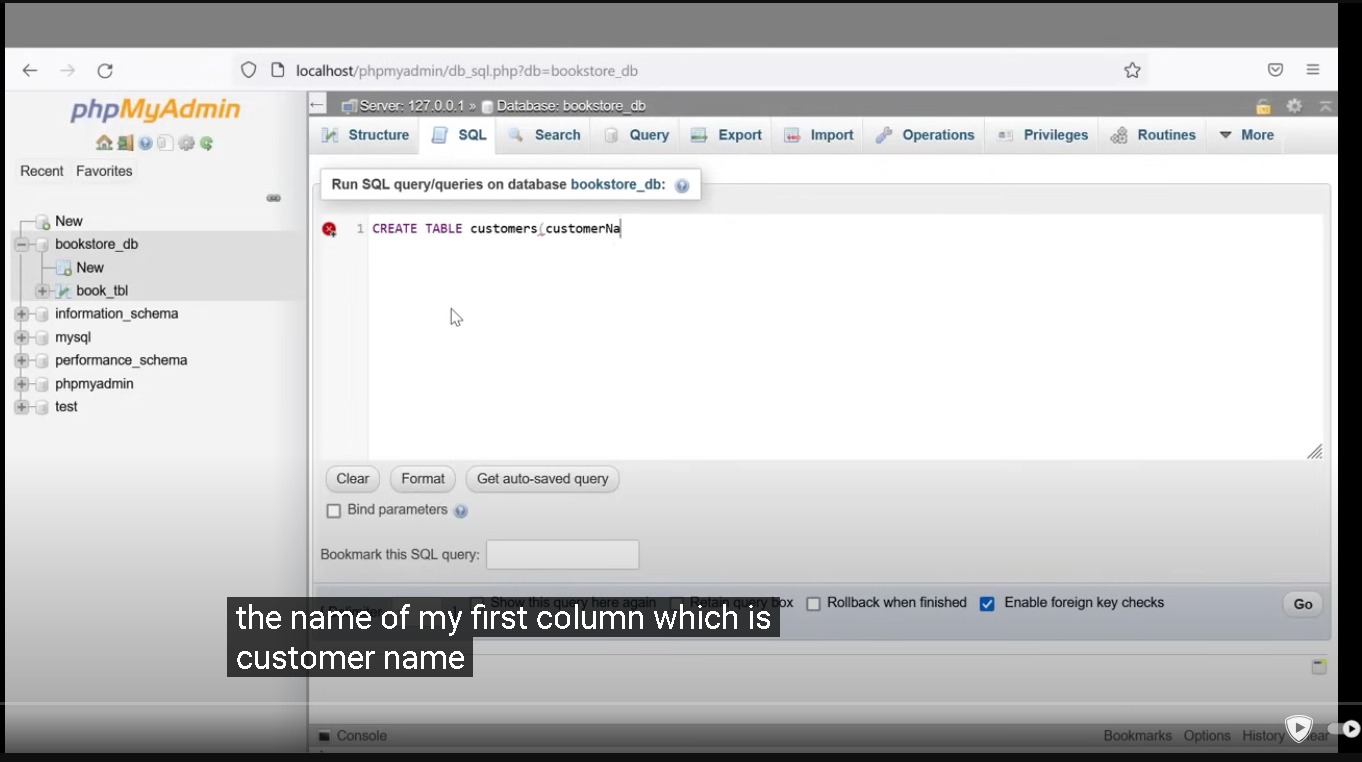 localhost/phpmyadmin/db_sql.php?db=bookstore_db
phpMyAdmin
Recent Favorites
New
bookstore_db
New
book_tbl
information_schema
mysql
performance_schema
phpmyadmin
test
Server: 127.0.0.1 » Database: bookstore_db
Structure SQL Search Query Export Import Operations Privileges Routines More
Run SQL query/queries on database bookstore_db:
1 CREATE TABLE customers(customerNa
Clear Format Get auto-saved query
Bind parameters
Bookmark this SQL query:
Show this query here again Retain query box Rollback when finished Enable foreign key checks Go
the name of my first column which is
customer name
Console Bookmarks Options History